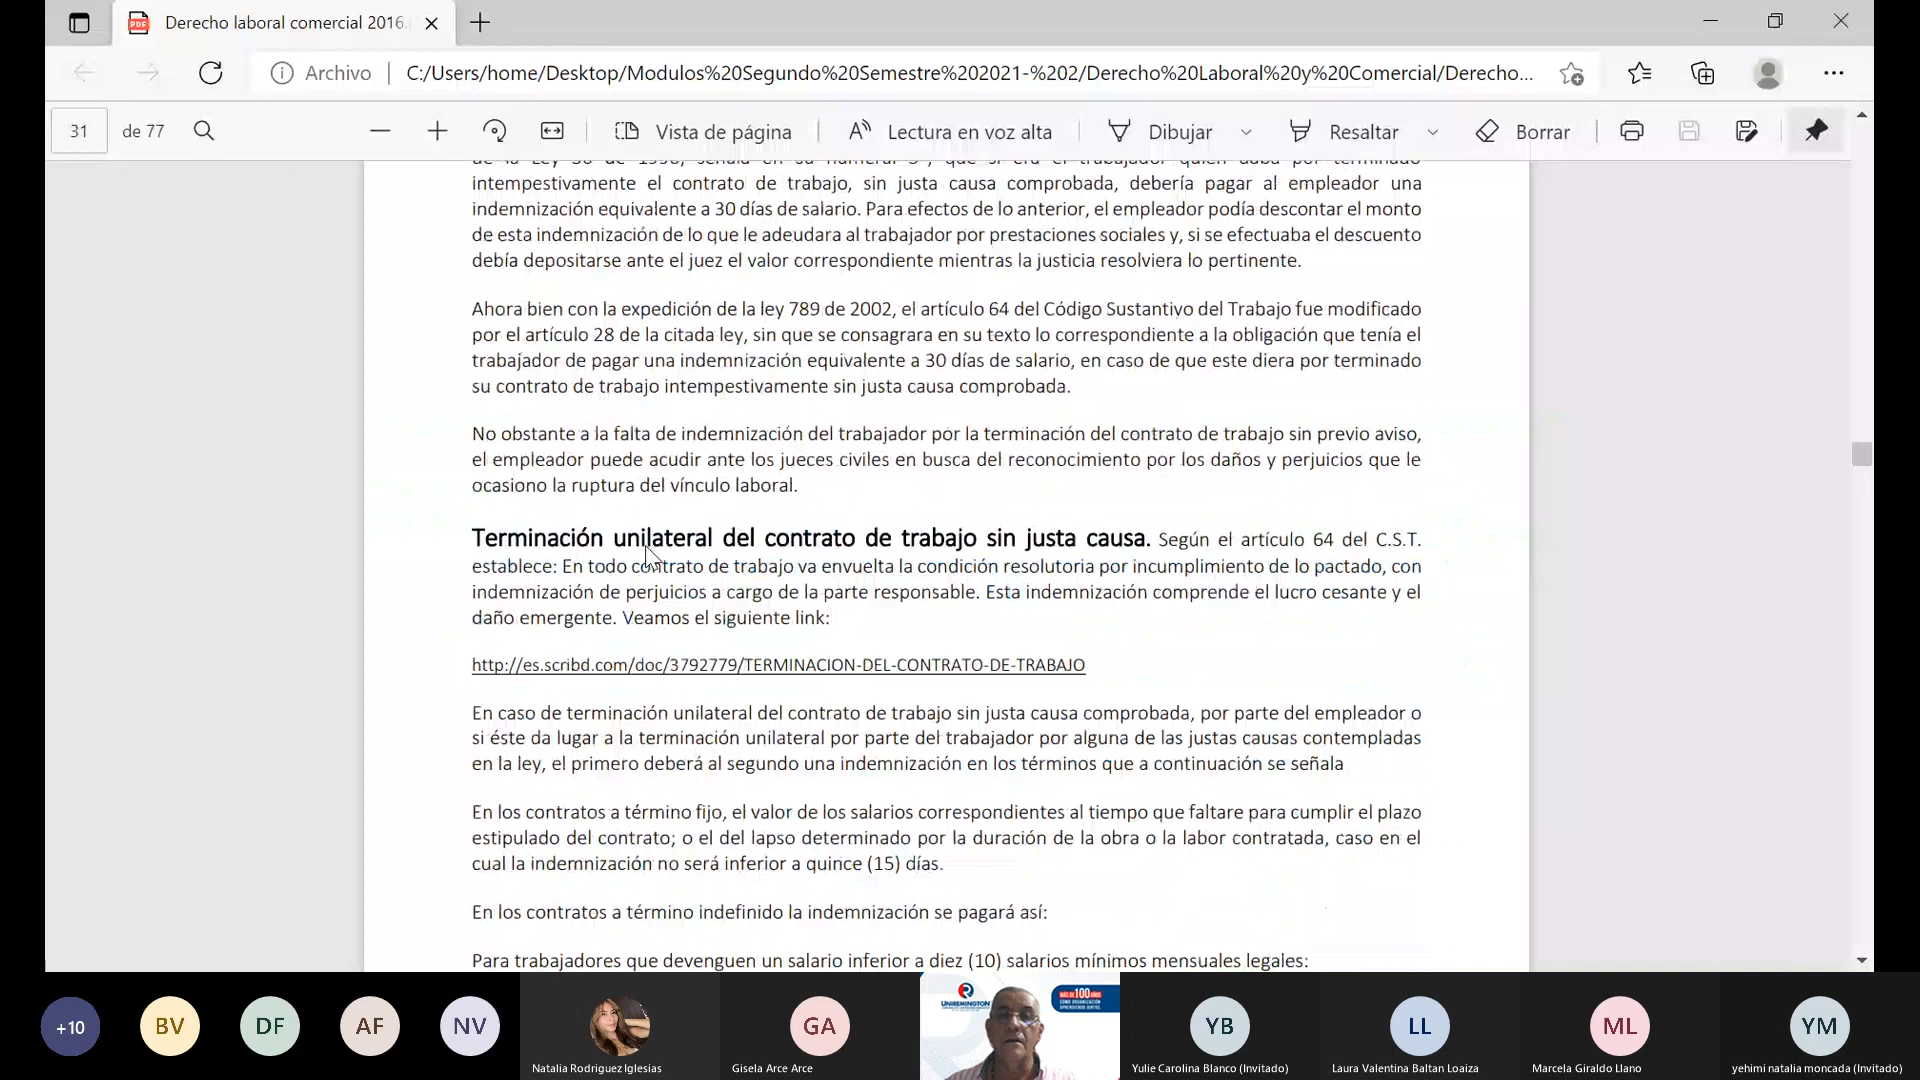 Derecho laboral comercial 2016.
Archivo
C:/Users/home/Desktop/Modulos%20Segundo%20Semestre%202021-%202/Derecho%20Laboral%20y%20Comercial/Derecho...
31 de 77
Vista de página
Lectura en voz alta
Dibujar
Resaltar
Borrar
intempestivamente el contrato de trabajo, sin justa causa comprobada, debería pagar al empleador una
indemnización equivalente a 30 días de salario. Para efectos de lo anterior, el empleador podía descontar el monto
de esta indemnización de lo que le adeudara al trabajador por prestaciones sociales y, si se efectuaba el descuento
debía depositarse ante el juez el valor correspondiente mientras la justicia resolviera lo pertinente.
Ahora bien con la expedición de la ley 789 de 2002, el artículo 64 del Código Sustantivo del Trabajo fue modificado
por el artículo 28 de la citada ley, sin que se consagrara en su texto lo correspondiente a la obligación que tenía el
trabajador de pagar una indemnización equivalente a 30 días de salario, en caso de que este diera por terminado
su contrato de trabajo intempestivamente sin justa causa comprobada.
No obstante a la falta de indemnización del trabajador por la terminación del contrato de trabajo sin previo aviso,
el empleador puede acudir ante los jueces civiles en busca del reconocimiento por los daños y perjuicios que le
ocasiono la ruptura del vínculo laboral.
Terminación unilateral del contrato de trabajo sin justa causa. Según el artículo 64 del C.S.T.
establece: En todo contrato de trabajo va envuelta la condición resolutoria por incumplimiento de lo pactado, con
indemnización de perjuicios a cargo de la parte responsable. Esta indemnización comprende el lucro cesante y el
daño emergente. Veamos el siguiente link:
http://es.scribd.com/doc/3792779/TERMINACION-DEL-CONTRATO-DE-TRABAJO
En caso de terminación unilateral del contrato de trabajo sin justa causa comprobada, por parte del empleador o
si éste da lugar a la terminación unilateral por parte del trabajador por alguna de las justas causas contempladas
en la ley, el primero deberá al segundo una indemnización en los términos que a continuación se señala
En los contratos a término fijo, el valor de los salarios correspondientes al tiempo que faltare para cumplir el plazo
estipulado del contrato; o el del lapso determinado por la duración de la obra o la labor contratada, caso en el
cual la indemnización no será inferior a quince (15) días.
En los contratos a término indefinido la indemnización se pagará así:
Para trabajadores que devenguen un salario inferior a diez (10) salarios mínimos mensuales legales:
+10
BV
DF
AF
NV
Natalia Rodriguez Iglesias
GA
Gisela Arce Arce
UNIREMINGTON
MÁS DE 100 AÑOS
YB
Yulie Carolina Blanco (Invitado)
LL
Laura Valentina Baltan Loaiza
ML
Marcela Giraldo Llano
YM
yehimi natalia moncada (Invitado)